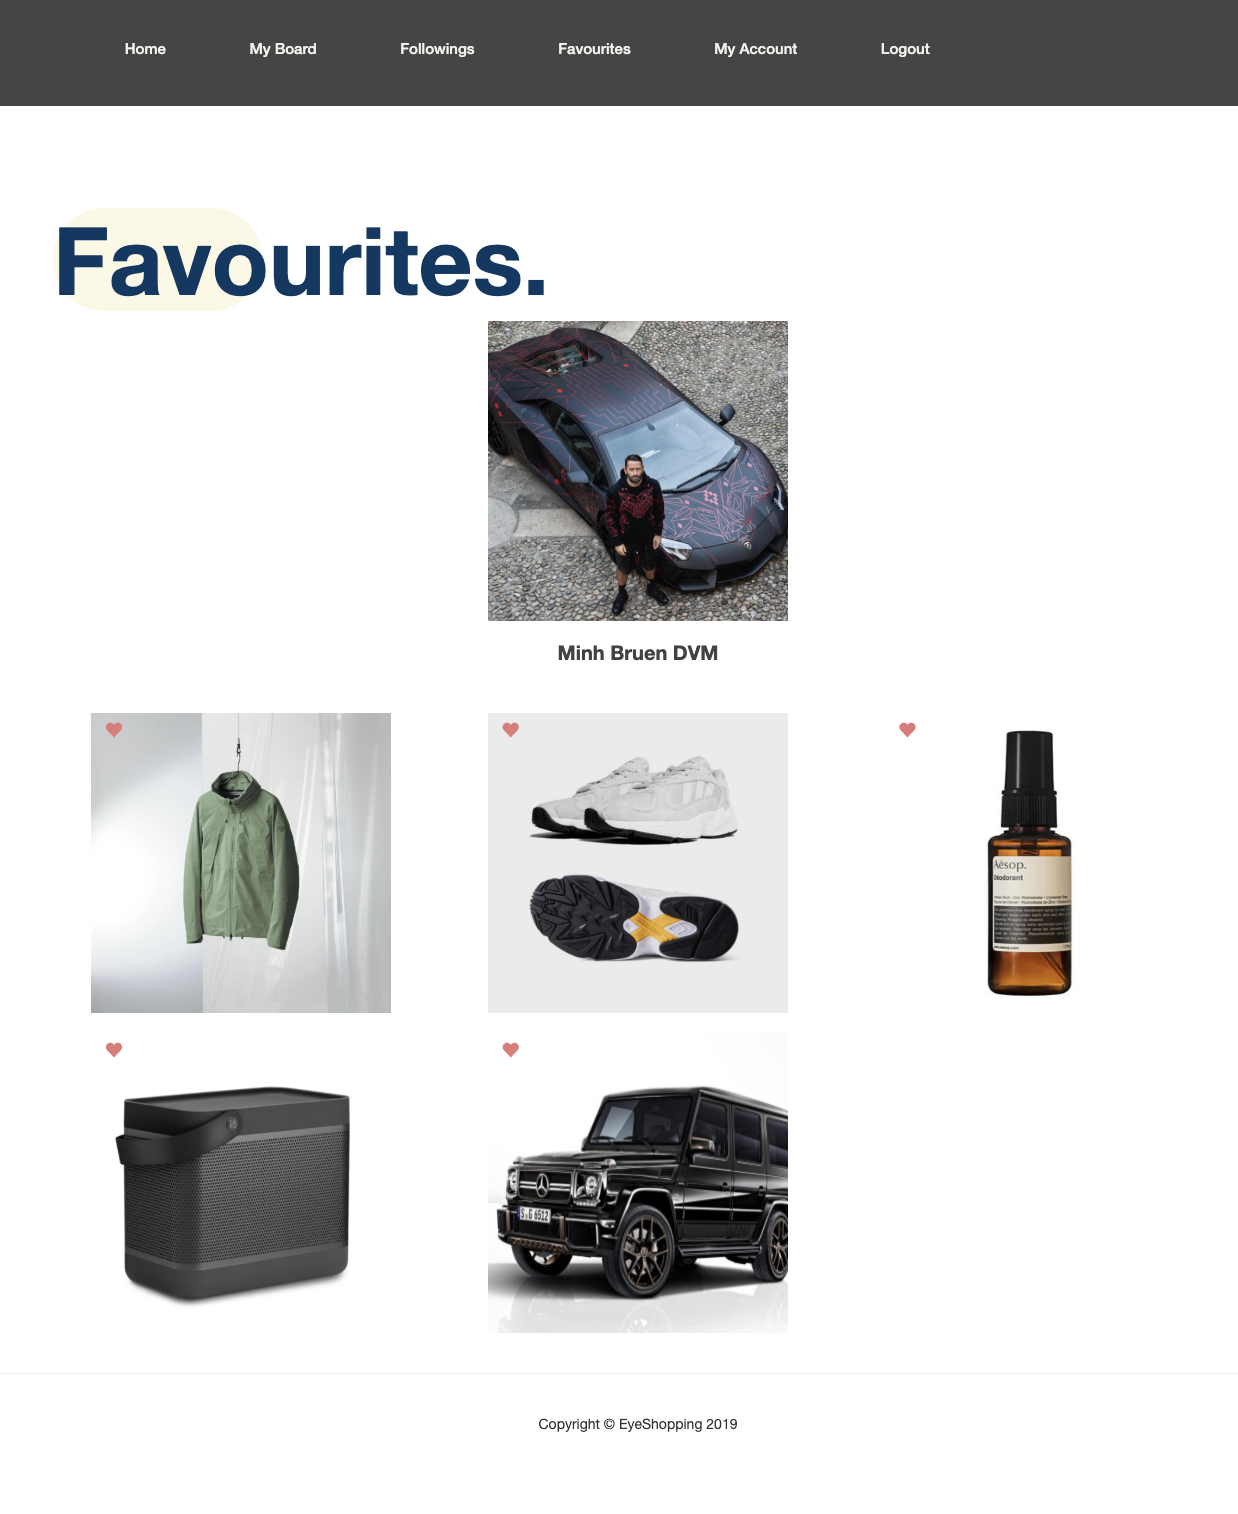 Home My Board Followings Favourites My Account Logout
Favourites.
Minh Bruen DVM
Aēsop.
Déodorant
S G 6512
Copyright © EyeShopping 2019